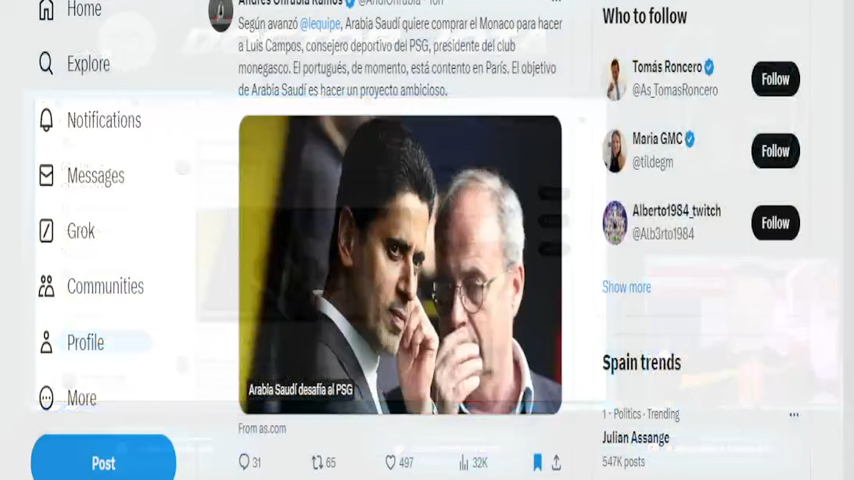 Home
Explore
Notifications
Messages
Grok
Communities
Profile
More
Post
Andrés Onrubia Ramos
Según avanzó @lequipe, Arabia Saudí quiere comprar el Monaco para hacer
a Luis Campos, consejero deportivo del PSG, presidente del club
monegasco. El portugués, de momento, está contento en París. El objetivo
de Arabia Saudí es hacer un proyecto ambicioso.
Arabia Saudí desafía al PSG
From as.com
31
65
497
32K
Who to follow
Tomás Roncero
@As_TomasRoncero
Follow
Maria GMC
@tildegm
Follow
Alberto1984_twitch
@Alb3rto1984
Follow
Show more
Spain trends
1 · Politics · Trending
Julian Assange
547K posts